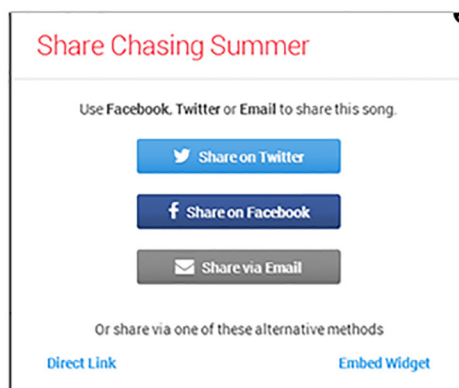 Share Chasing Summer
Use Facebook, Twitter or Email to share this song.
Share on Twitter
Share on Facebook
Share via Email
Or share via one of these alternative methods
Direct Link
Embed Widget